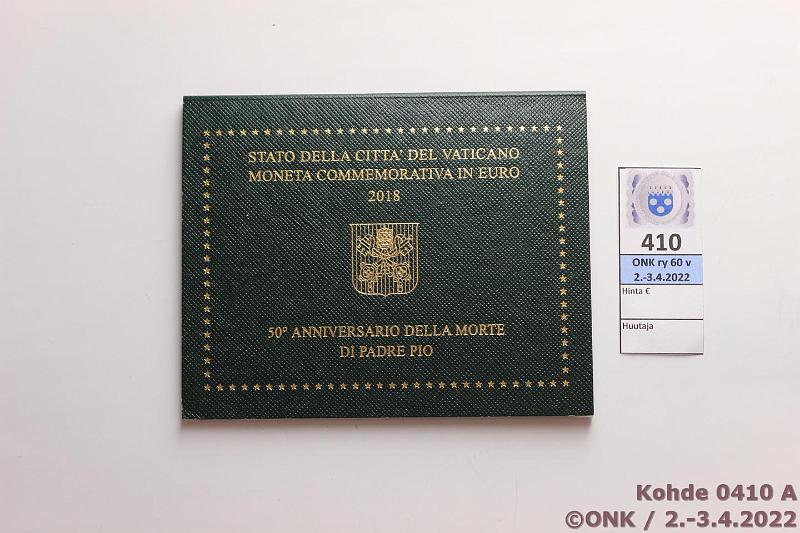 STATO DELLA CITTA' DEL VATICANO
MONETA COMMEMORATIVA IN EURO
2018
50° ANNIVERSARIO DELLA MORTE
DI PADRE PIO
410
ONK ry 60 v
2.-3.4.2022
Hinta €
Huutaja
Kohde 0410 A
©ONK / 2.-3.4.2022